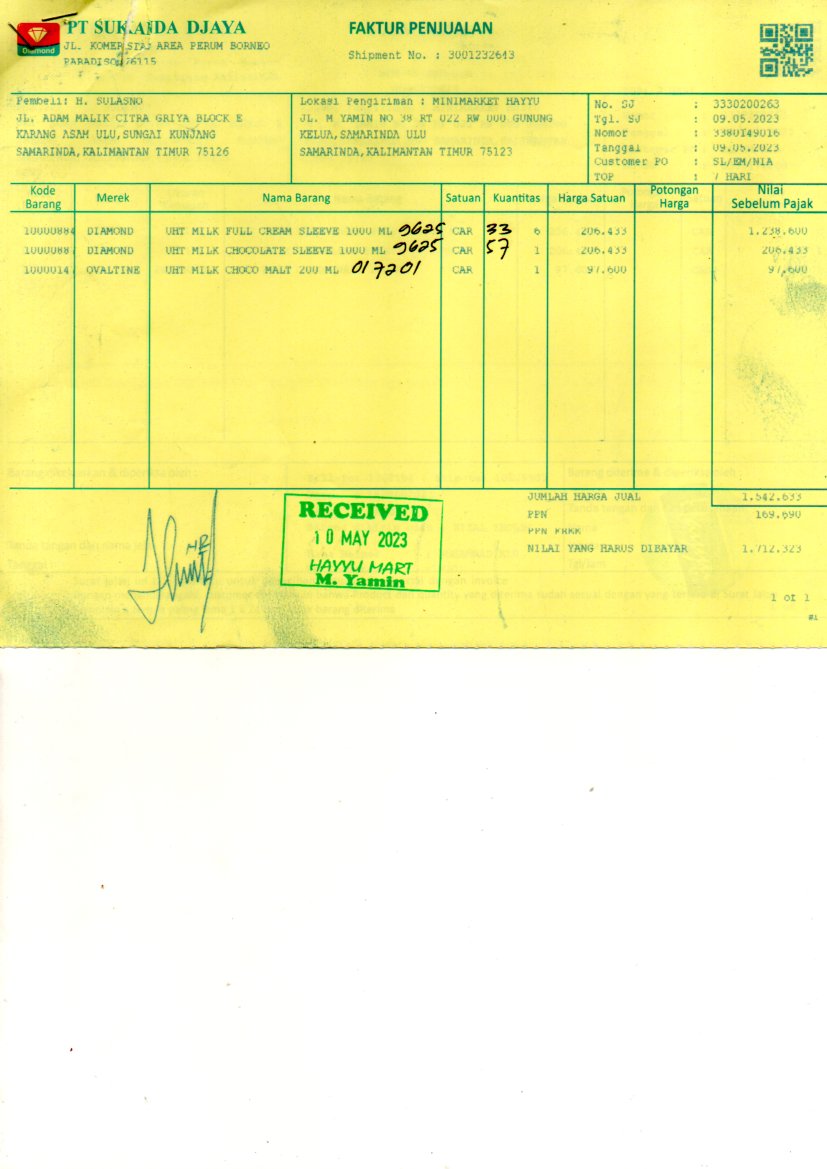 Diamond
PT SUKANDA DJAYA
JL. KOMERSIAL AREA PERUM BORNEO
PARADISO 76115
FAKTUR PENJUALAN
Shipment No. : 3001232643
Pembeli: H. SULASNO
JL. ADAM MALIK CITRA GRIYA BLOCK E
KARANG ASAM ULU,SUNGAI KUNJANG
SAMARINDA,KALIMANTAN TIMUR 75126
Lokasi Pengiriman : MINIMARKET HAYYU
JL. M YAMIN NO 38 RT 022 RW 000 GUNUNG
KELUA,SAMARINDA ULU
SAMARINDA,KALIMANTAN TIMUR 75123
No. SJ : 3330200263
Tgl. SJ : 09.05.2023
Nomor : 3380149016
Tanggal : 09.05.2023
Customer PO : SL/EM/NIA
TOP : 7 HARI
Kode Barang Merek Nama Barang Satuan Kuantitas Harga Satuan Potongan Harga Nilai Sebelum Pajak
10000884 DIAMOND UHT MILK FULL CREAM SLEEVE 1000 ML 9625 CAR 33 6 206.433 1.238.600
1000088 DIAMOND UHT MILK CHOCOLATE SLEEVE 1000 ML 9625 CAR 57 1 206.433 206.433
1000014 OVALTINE UHT MILK CHOCO MALT 200 ML 017201 CAR 1 97.600 97.600
JUMLAH HARGA JUAL 1.542.633
PPN 169.690
PPN FRKK
NILAI YANG HARUS DIBAYAR 1.712.323
RECEIVED
10 MAY 2023
HAYYU MART
M. Yamin
1 of 1